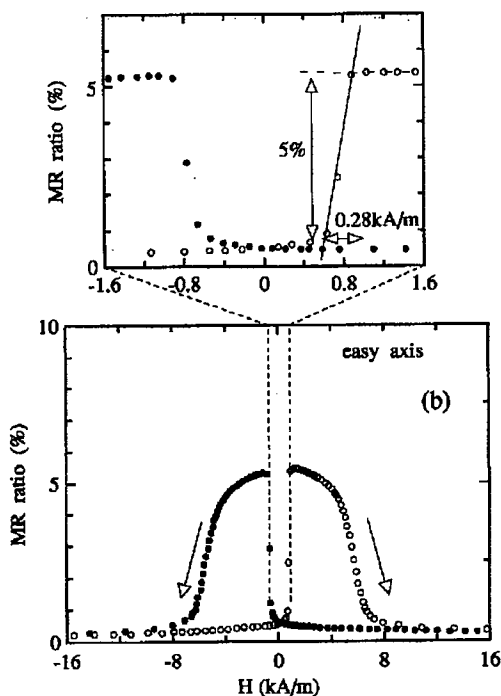 5
0
MR ratio (%)
5%
0.28kA/m
-1.6
-0.8
0
0.8
1.6
10
5
0
MR ratio (%)
easy axis
(b)
-16
-8
0
8
16
H (kA/m)